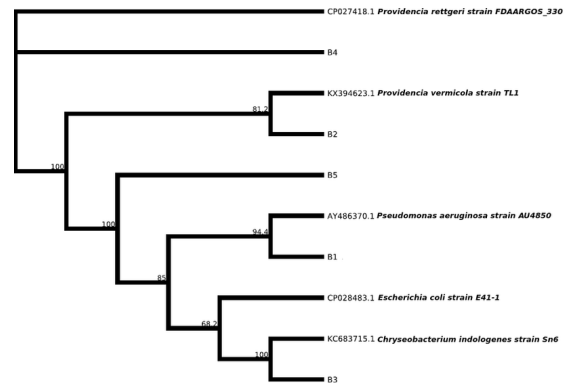 CP027418.1 Providencia rettgeri strain FDAARGOS_330
B4
KX394623.1 Providencia vermicola strain TL1
81.2
B2
100
B5
100
AY486370.1 Pseudomonas aeruginosa strain AU4850
94.4
B1
85
CP028483.1 Escherichia coli strain E41-1
68.2
KC683715.1 Chryseobacterium indologenes strain Sn6
100
B3